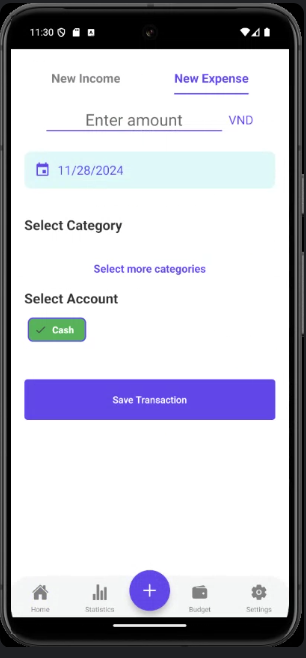 11:30
New Income New Expense
Enter amount VND
11/28/2024
Select Category
Select more categories
Select Account
Cash
Save Transaction
Home Statistics Budget Settings